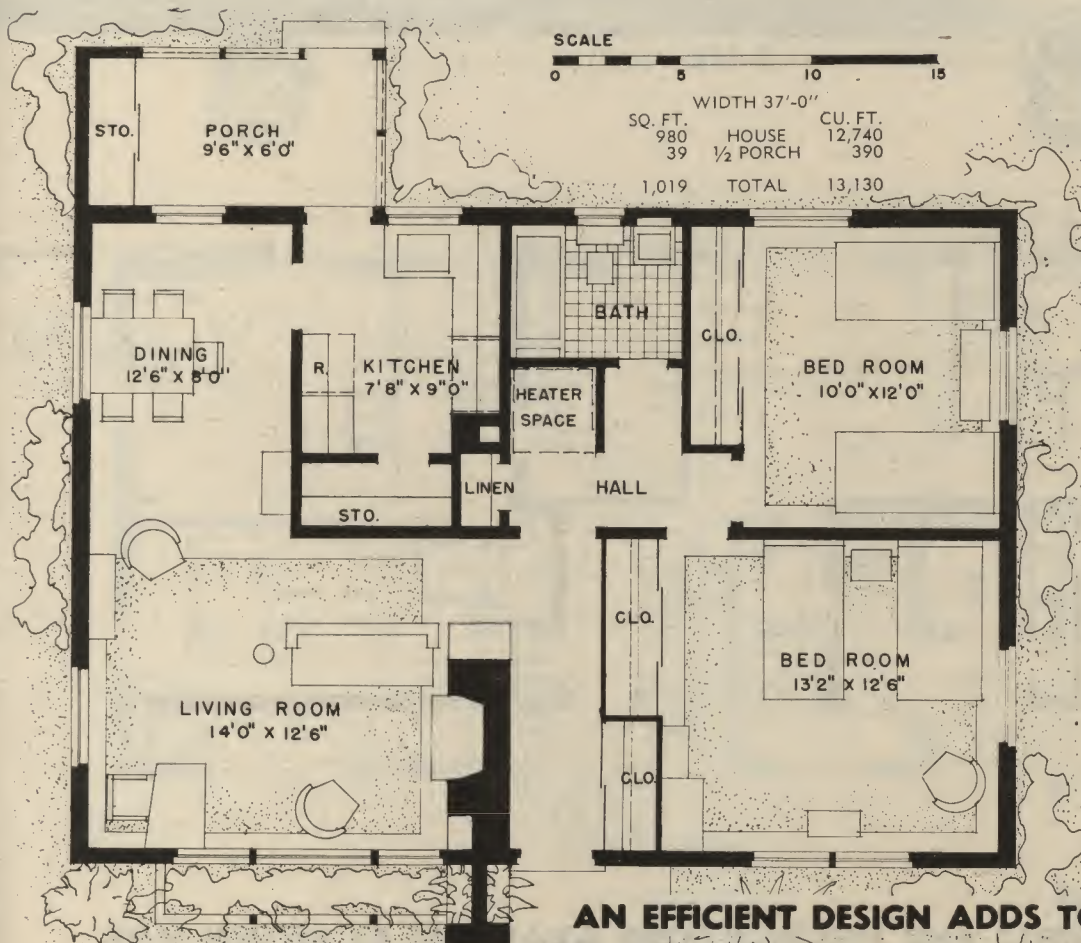 SCALE
0 5 10 15
WIDTH 37'-0"
SQ. FT. CU. FT.
980 HOUSE 12,740
39 ½ PORCH 390
1,019 TOTAL 13,130
STO.
PORCH
9'6" X 6'0"
DINING
12'6" X 8'0"
R.
KITCHEN
7'8" X 9'0"
BATH
CLO.
BED ROOM
10'0" X 12'0"
HEATER
SPACE
LINEN
HALL
STO.
CLO.
BED ROOM
13'2" X 12'6"
LIVING ROOM
14'0" X 12'6"
CLO.
AN EFFICIENT DESIGN ADDS TO